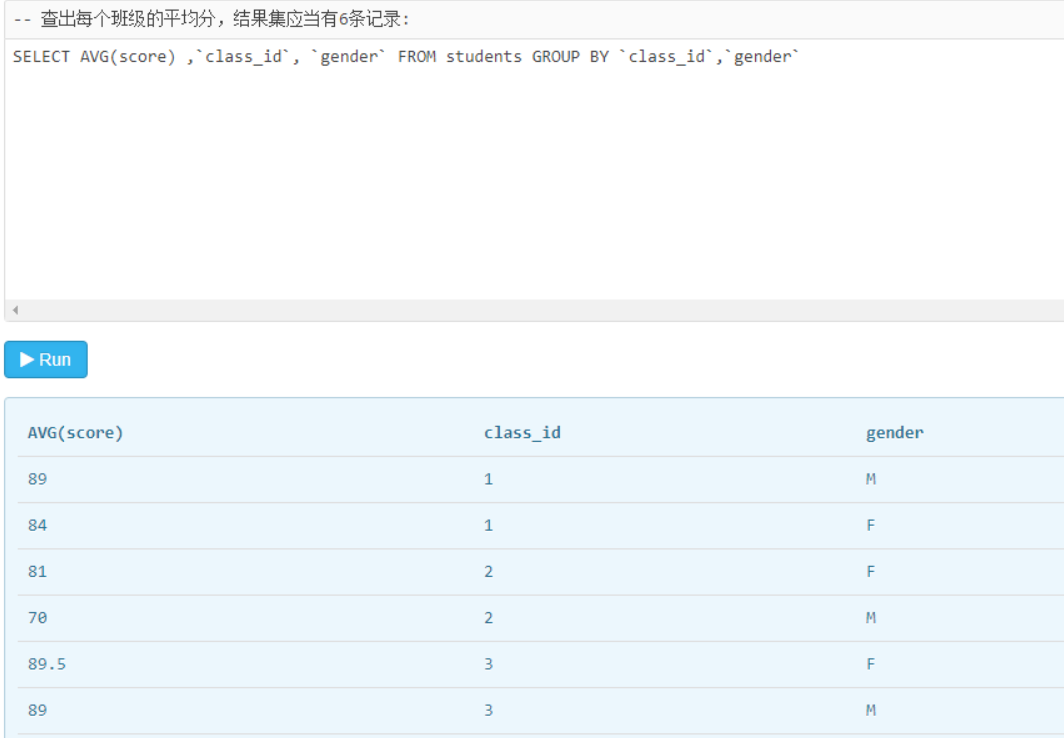 -- 查出每个班级的平均分，结果集应当有6条记录:
SELECT AVG(score) ,`class_id`, `gender` FROM students GROUP BY `class_id`,`gender`
Run
AVG(score) class_id gender
89 1 M
84 1 F
81 2 F
70 2 M
89.5 3 F
89 3 M